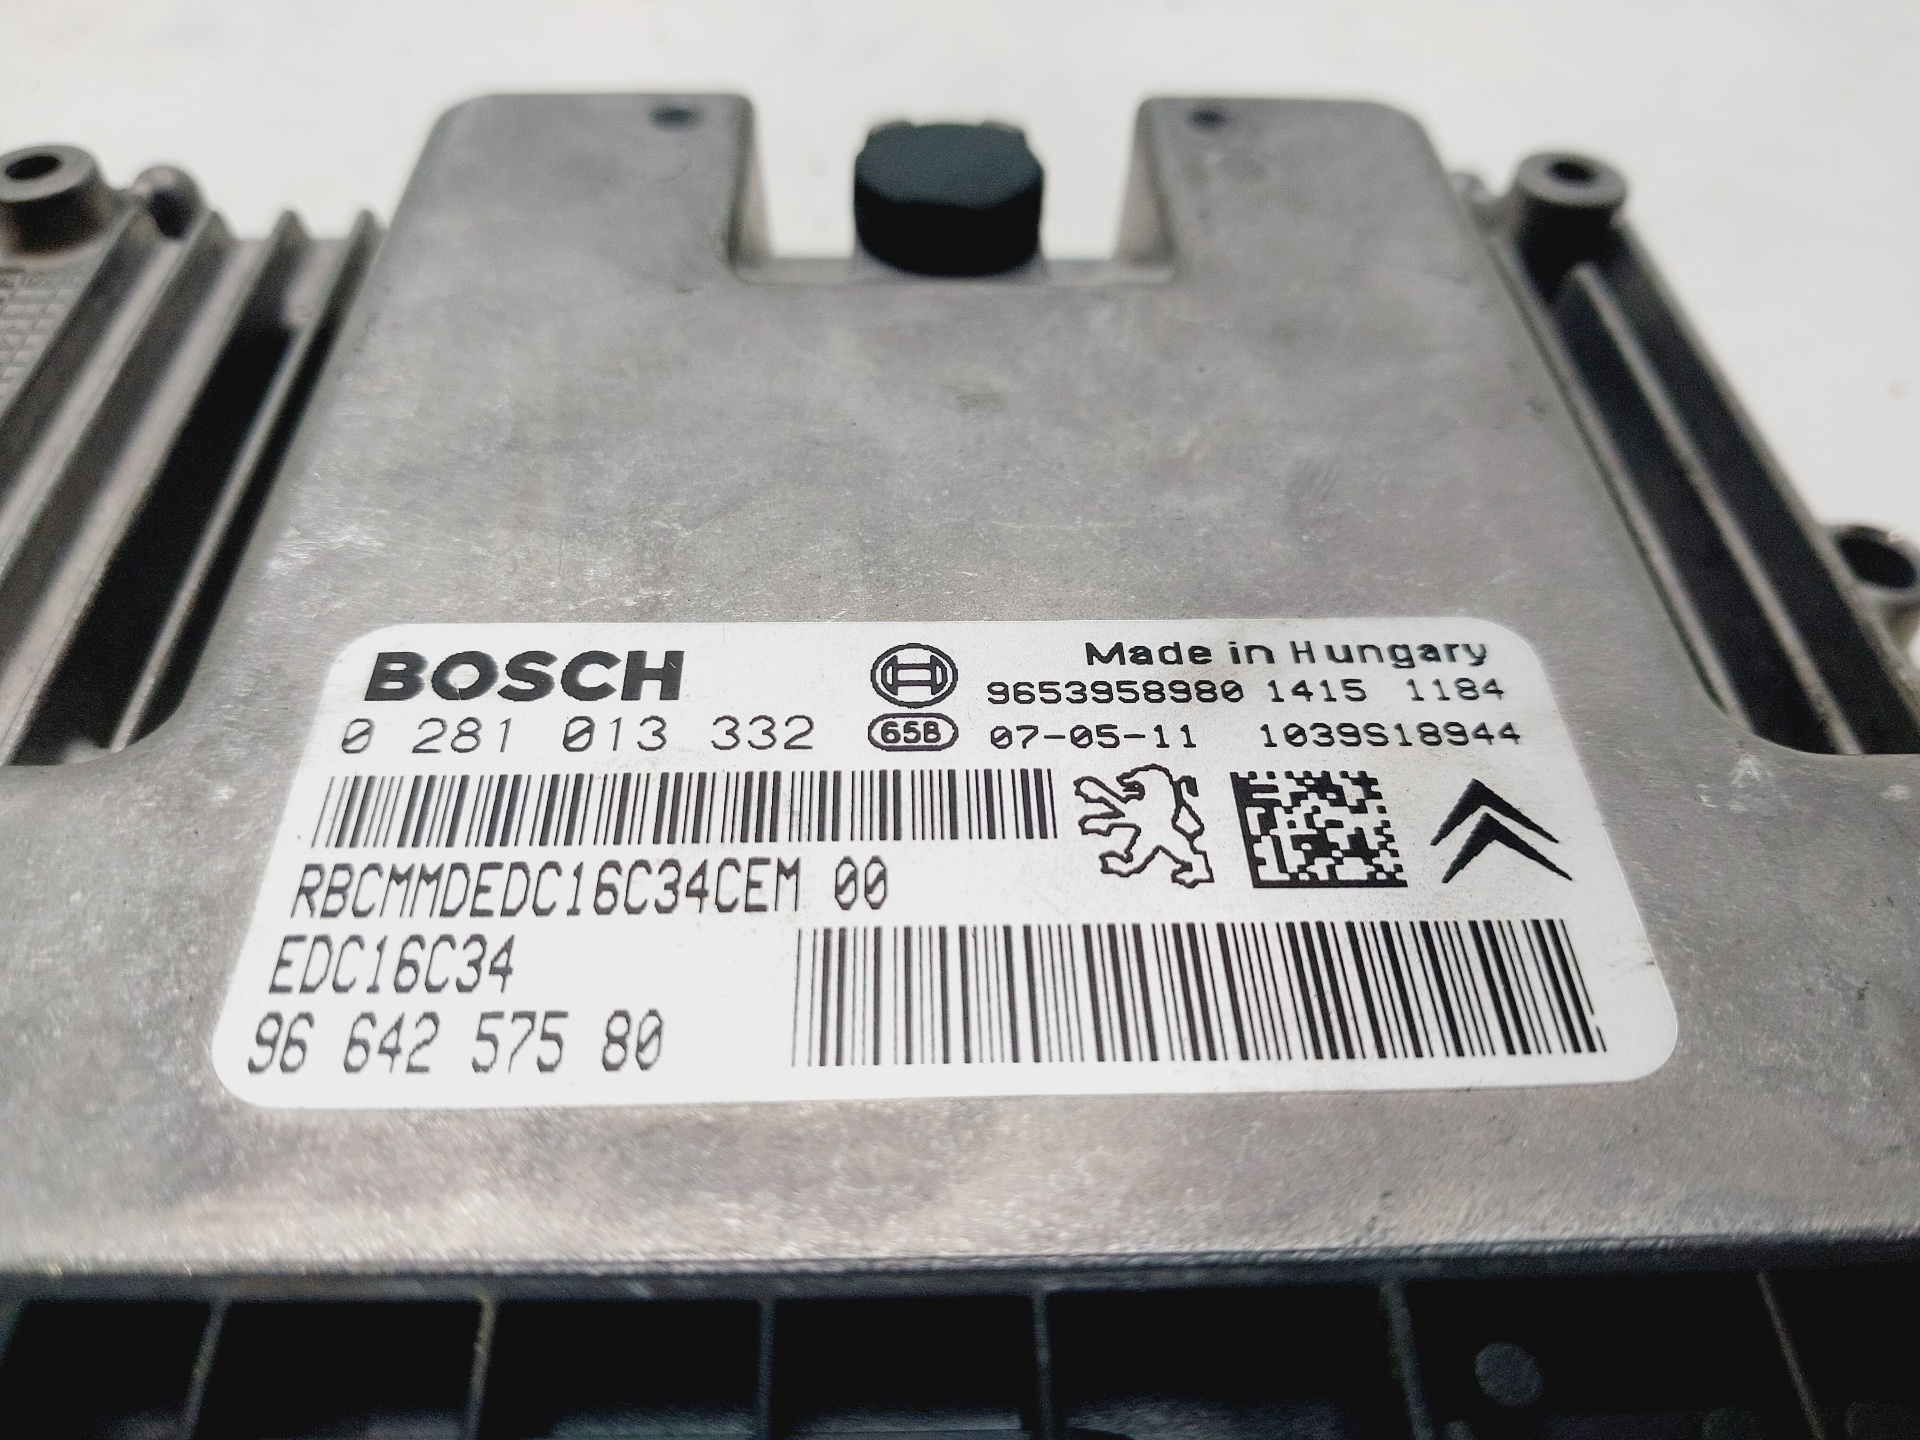 BOSCH
Made in Hungary
9653958980 1415 1184
0 281 013 332
658
07-05-11 1039S18944
RBCMMDEDC16C34CEM 00
EDC16C34
96 642 575 80